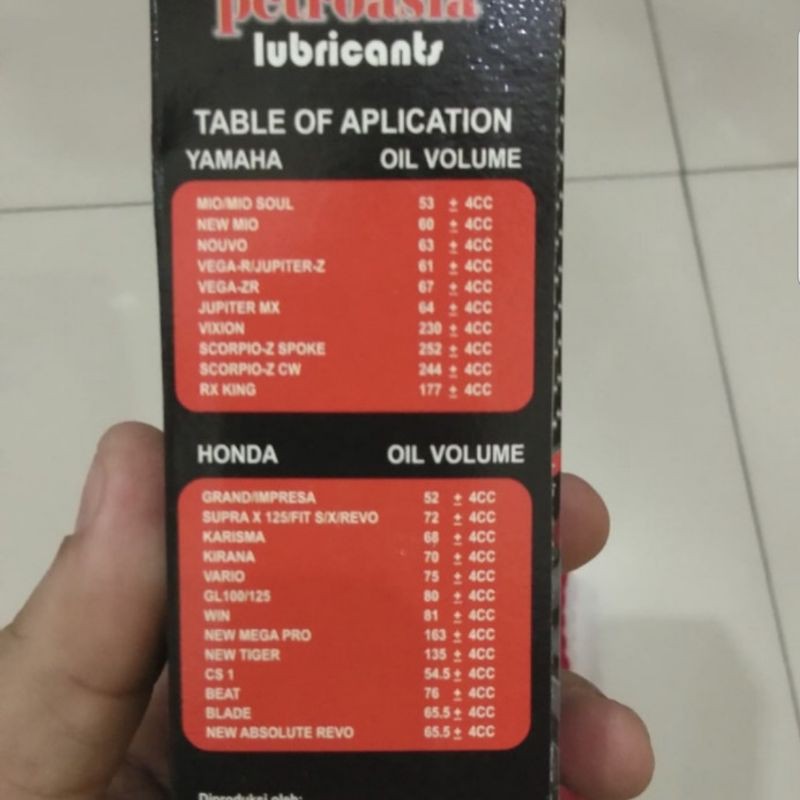 petroasia
lubricants
TABLE OF APLICATION
YAMAHA OIL VOLUME
MIO/MIO SOUL 53 ± 4CC
NEW MIO 60 ± 4CC
NOUVO 63 ± 4CC
VEGA-R/JUPITER-Z 61 ± 4CC
VEGA-ZR 67 ± 4CC
JUPITER MX 64 ± 4CC
VIXION 230 ± 4CC
SCORPIO-Z SPOKE 252 ± 4CC
SCORPIO-Z CW 244 ± 4CC
RX KING 177 ± 4CC
HONDA OIL VOLUME
GRAND/IMPRESA 52 ± 4CC
SUPRA X 125/FIT S/X/REVO 72 ± 4CC
KARISMA 68 ± 4CC
KIRANA 70 ± 4CC
VARIO 75 ± 4CC
GL100/125 80 ± 4CC
WIN 81 ± 4CC
NEW MEGA PRO 163 ± 4CC
NEW TIGER 135 ± 4CC
CS 1 54.5 ± 4CC
BEAT 76 ± 4CC
BLADE 65.5 ± 4CC
NEW ABSOLUTE REVO 65.5 ± 4CC
Diproduksi oleh: